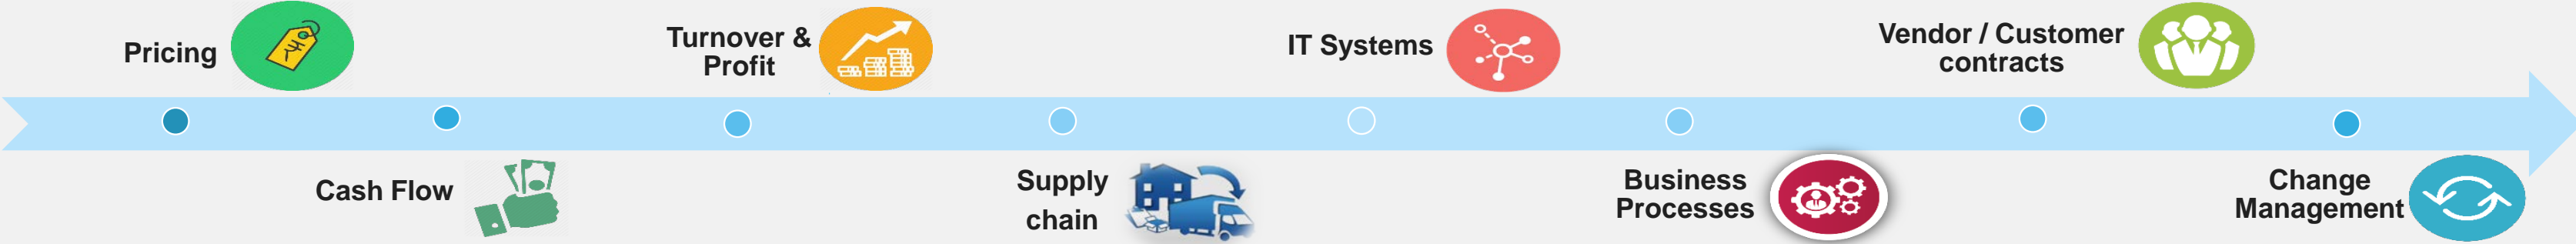 Pricing
Cash Flow
Turnover &
Profit
Supply
chain
IT Systems
Business
Processes
Vendor / Customer
contracts
Change
Management